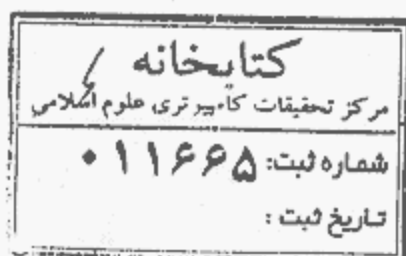 کتابخانه
مرکز تحقیقات کامپیوتری علوم اسلامی
شماره ثبت: ۰۱۱۶۶۵
تاریخ ثبت :